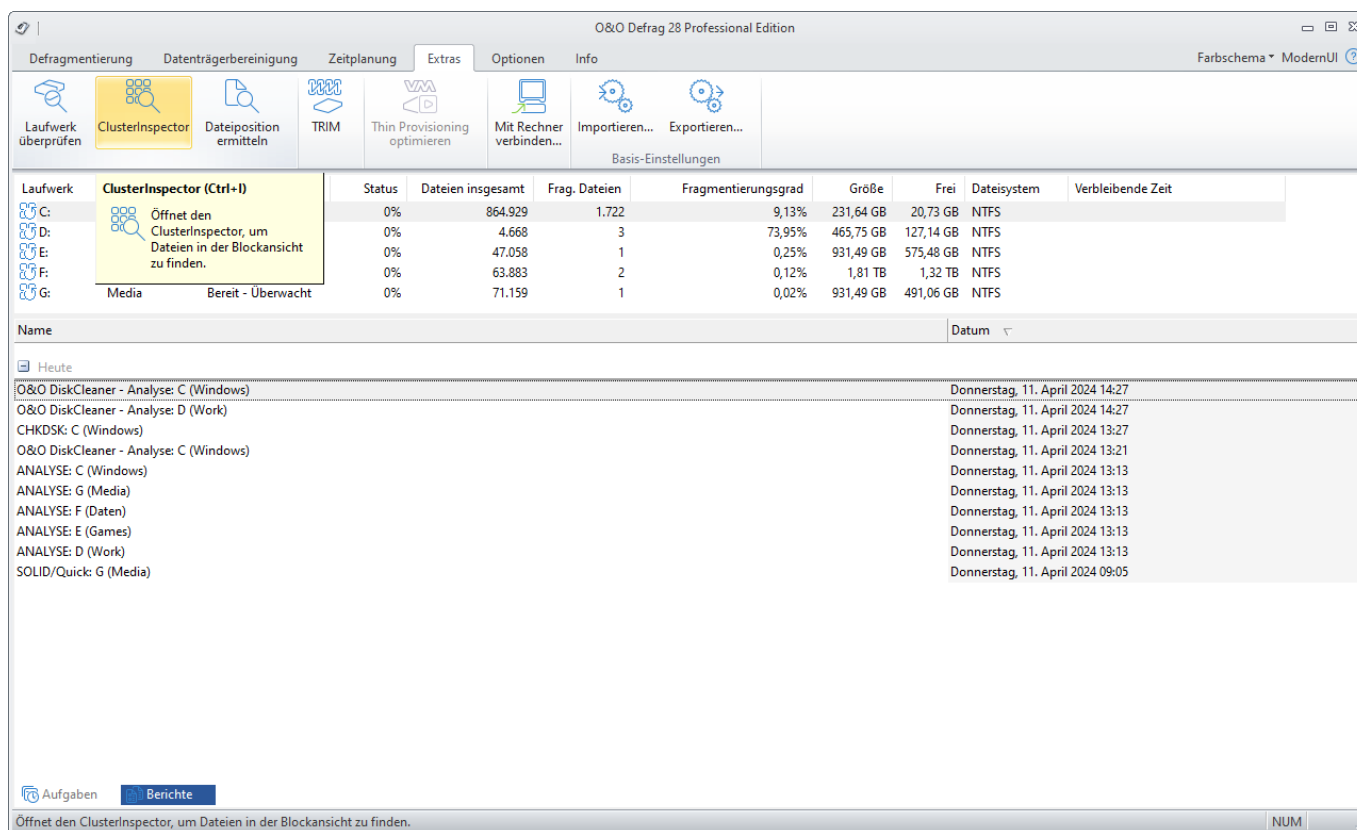 O&O Defrag 28 Professional Edition
Defragmentierung Datenträgerbereinigung Zeitplanung Extras Optionen Info Farbschema ModernUI
Laufwerk überprüfen
ClusterInspector
Dateiposition ermitteln
TRIM
VM
Thin Provisioning optimieren
Mit Rechner verbinden...
Importieren...
Exportieren...
Basis-Einstellungen
Laufwerk Status Dateien insgesamt Frag. Dateien Fragmentierungsgrad Größe Frei Dateisystem Verbleibende Zeit
ClusterInspector (Ctrl+I)
Öffnet den
ClusterInspector, um
Dateien in der Blockansicht
zu finden.
C: 0% 864.929 1.722 9,13% 231,64 GB 20,73 GB NTFS
D: 0% 4.668 3 73,95% 465,75 GB 127,14 GB NTFS
E: 0% 47.058 1 0,25% 931,49 GB 575,48 GB NTFS
F: 0% 63.883 2 0,12% 1,81 TB 1,32 TB NTFS
G: Media Bereit - Überwacht 0% 71.159 1 0,02% 931,49 GB 491,06 GB NTFS
Name Datum
Heute
O&O DiskCleaner - Analyse: C (Windows) Donnerstag, 11. April 2024 14:27
O&O DiskCleaner - Analyse: D (Work) Donnerstag, 11. April 2024 14:27
CHKDSK: C (Windows) Donnerstag, 11. April 2024 13:27
O&O DiskCleaner - Analyse: C (Windows) Donnerstag, 11. April 2024 13:21
ANALYSE: C (Windows) Donnerstag, 11. April 2024 13:13
ANALYSE: G (Media) Donnerstag, 11. April 2024 13:13
ANALYSE: F (Daten) Donnerstag, 11. April 2024 13:13
ANALYSE: E (Games) Donnerstag, 11. April 2024 13:13
ANALYSE: D (Work) Donnerstag, 11. April 2024 13:13
SOLID/Quick: G (Media) Donnerstag, 11. April 2024 09:05
Aufgaben Berichte
Öffnet den ClusterInspector, um Dateien in der Blockansicht zu finden. NUM